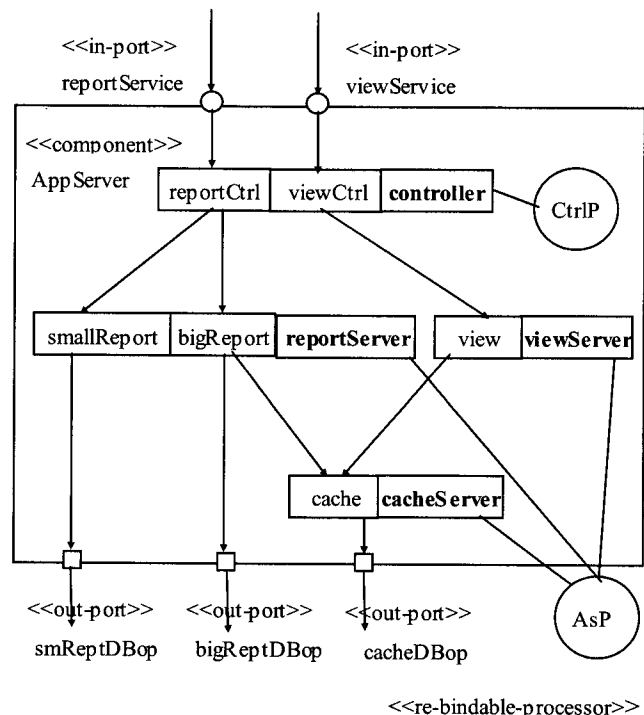 <<in-port>>
reportService
<<in-port>>
viewService
<<component>>
AppServer
reportCtrl
viewCtrl
controller
CtrlP
smallReport
bigReport
reportServer
view
viewServer
cache
cacheServer
<<out-port>>
smReptDBop
<<out-port>>
bigReptDBop
<<out-port>>
cacheDBop
AsP
<<re-bindable-processor>>